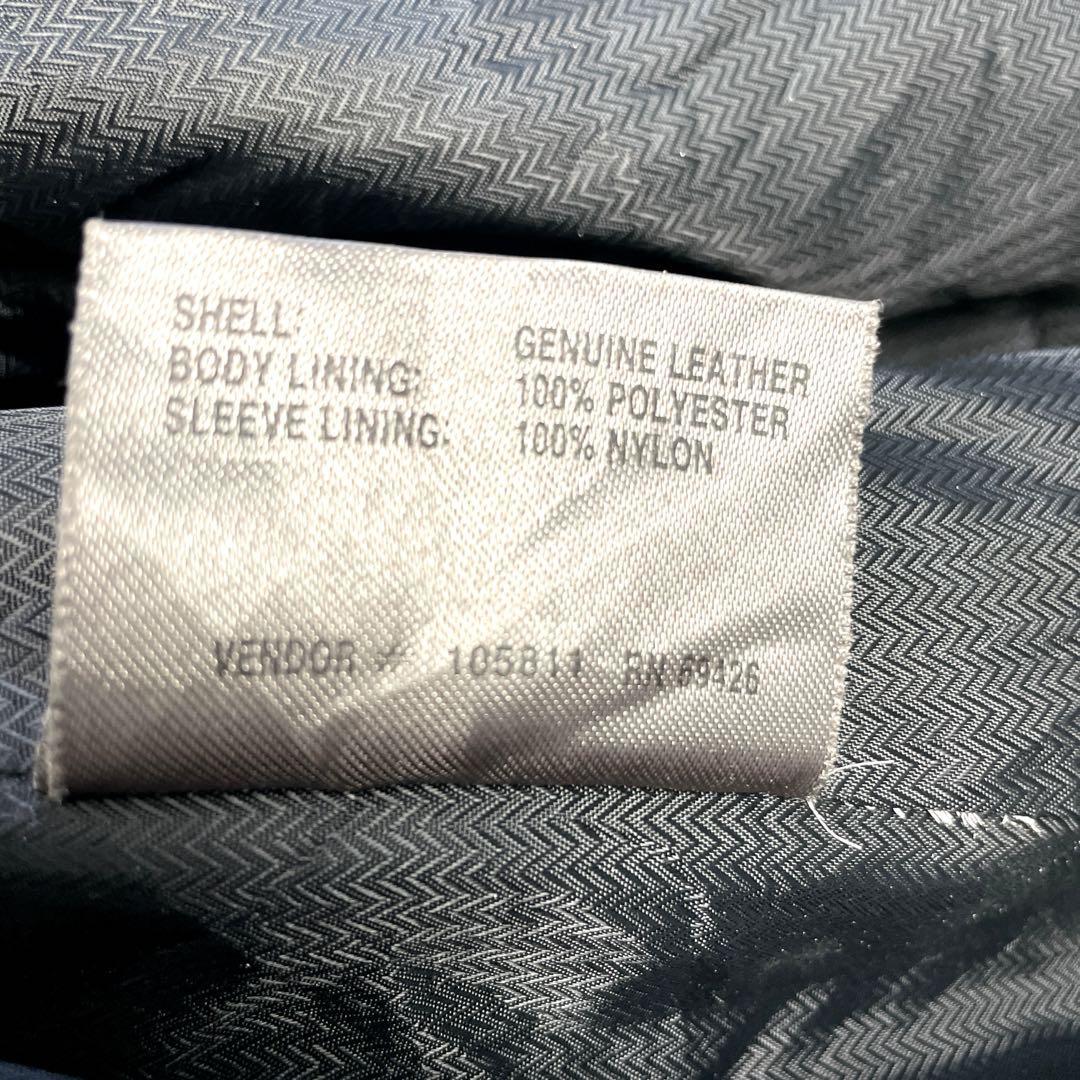 SHELL: GENUINE LEATHER
BODY LINING: 100% POLYESTER
SLEEVE LINING: 100% NYLON
VENDOR # 105811 RN 69426